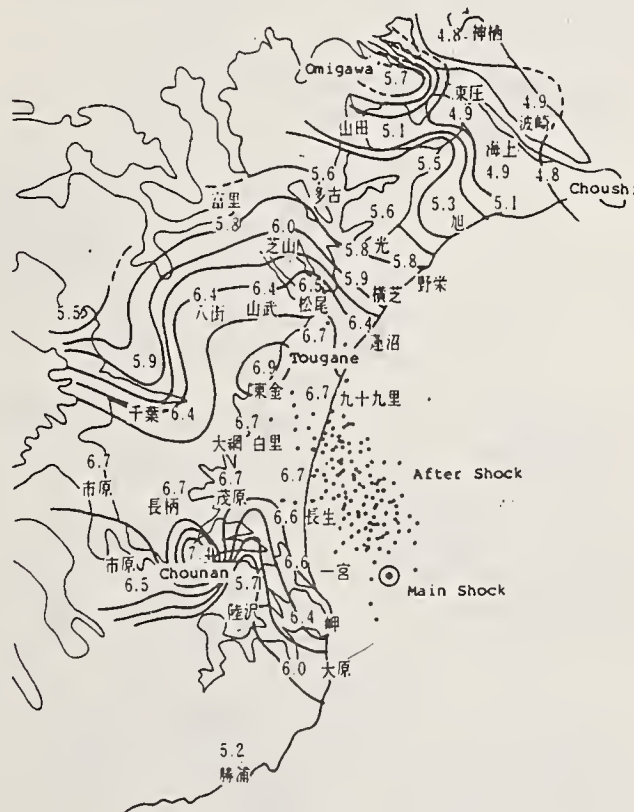 4.8 神栖
Omigawa
5.7
東庄
4.9
4.9
波崎
山田
5.1
海上
4.9
4.8
Choushi
5.5
5.6
多古
5.3
旭
5.1
富里
5.8
5.6
光
6.0
芝山
5.8
5.8
野栄
5.9
横芝
5.5
6.4
八街
6.4
山武
6.5
松尾
6.4
蓮沼
6.7
5.9
Tougane
6.9
東金
6.7
九十九里
千葉
6.4
6.7
大網白里
6.7
市原
6.7
長柄
6.7
茂原
6.7
After Shock
6.6
長生
市原
6.5
Chounan
5.7
陸沢
6.6
一宮
Main Shock
5.4
岬
6.0
大原
5.2
勝浦